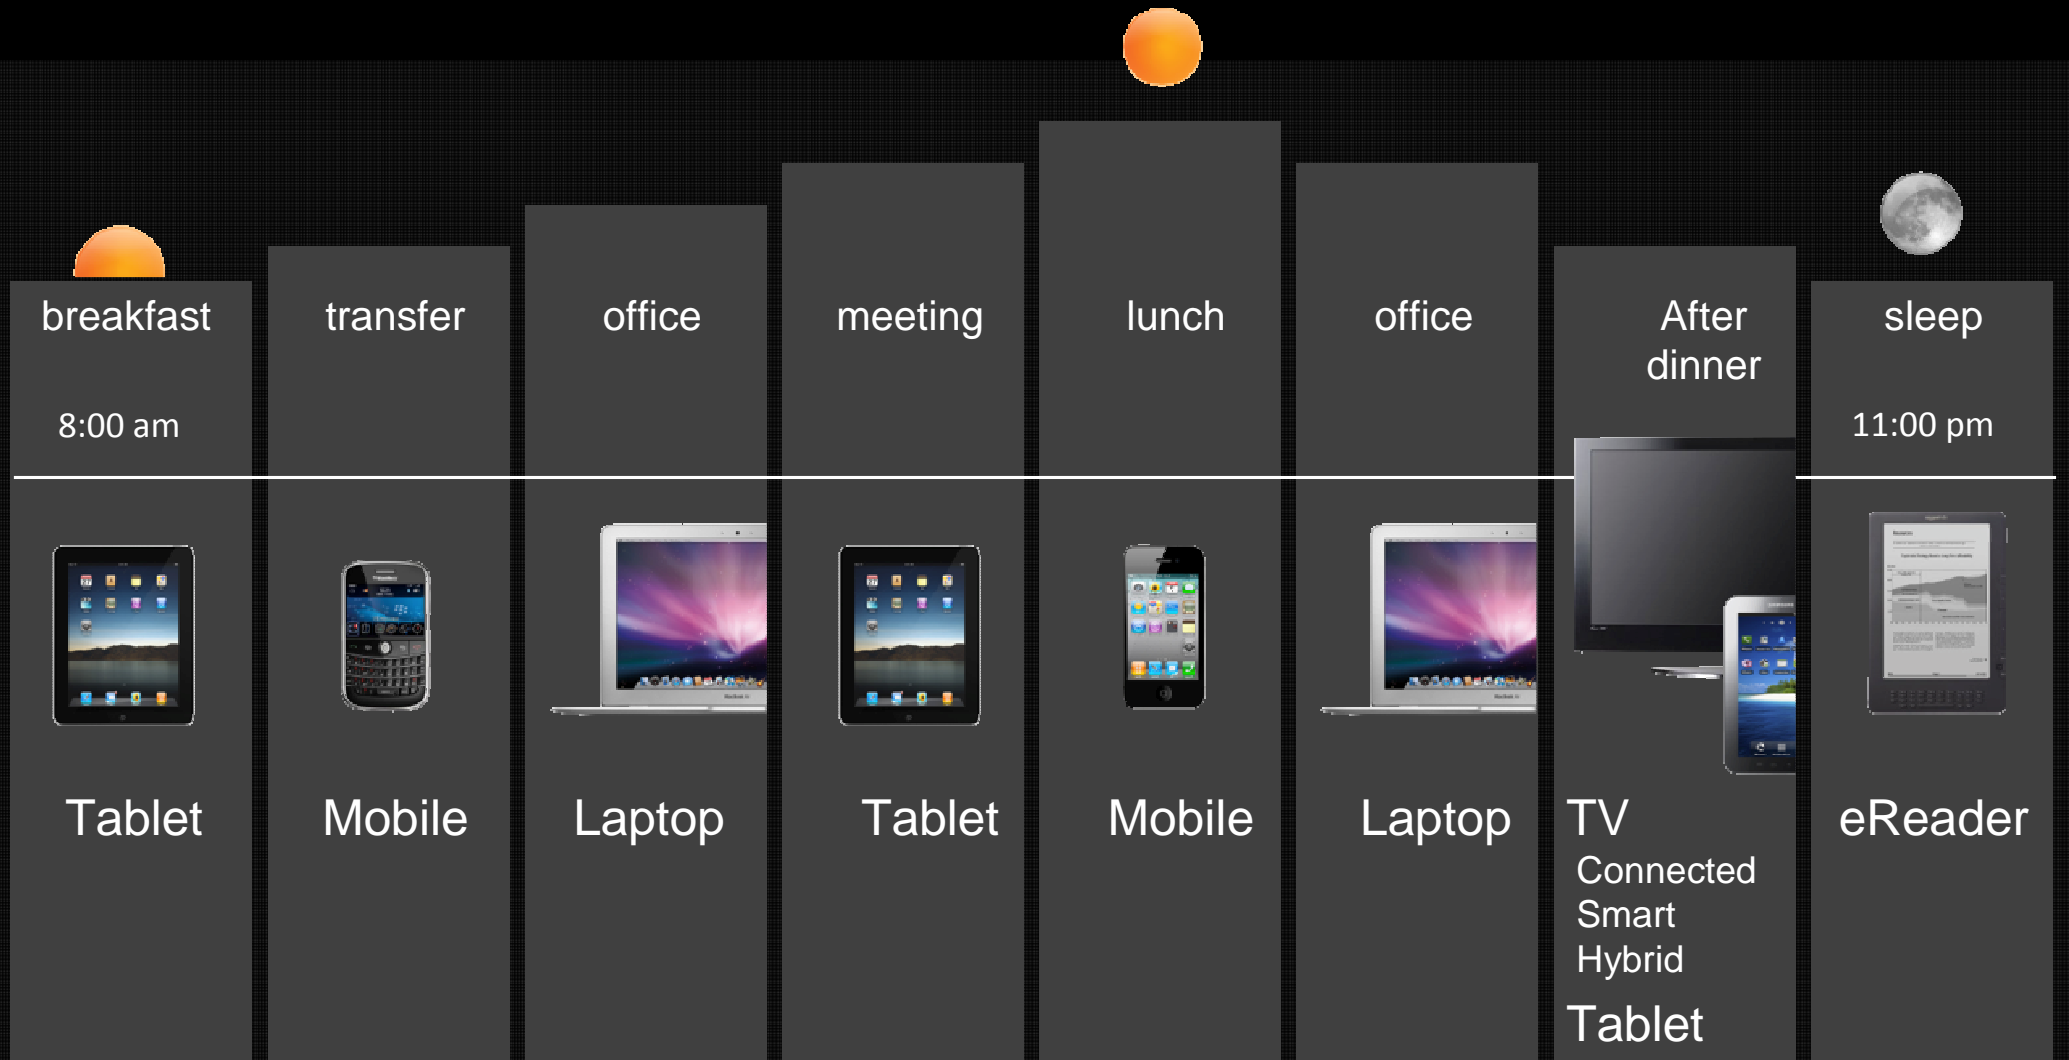 breakfast
transfer
office
meeting
lunch
office
After
dinner
sleep
8:00 am
11:00 pm
Tablet
Mobile
Laptop
Tablet
Mobile
Laptop
TV
Connected
Smart
Hybrid
Tablet
eReader